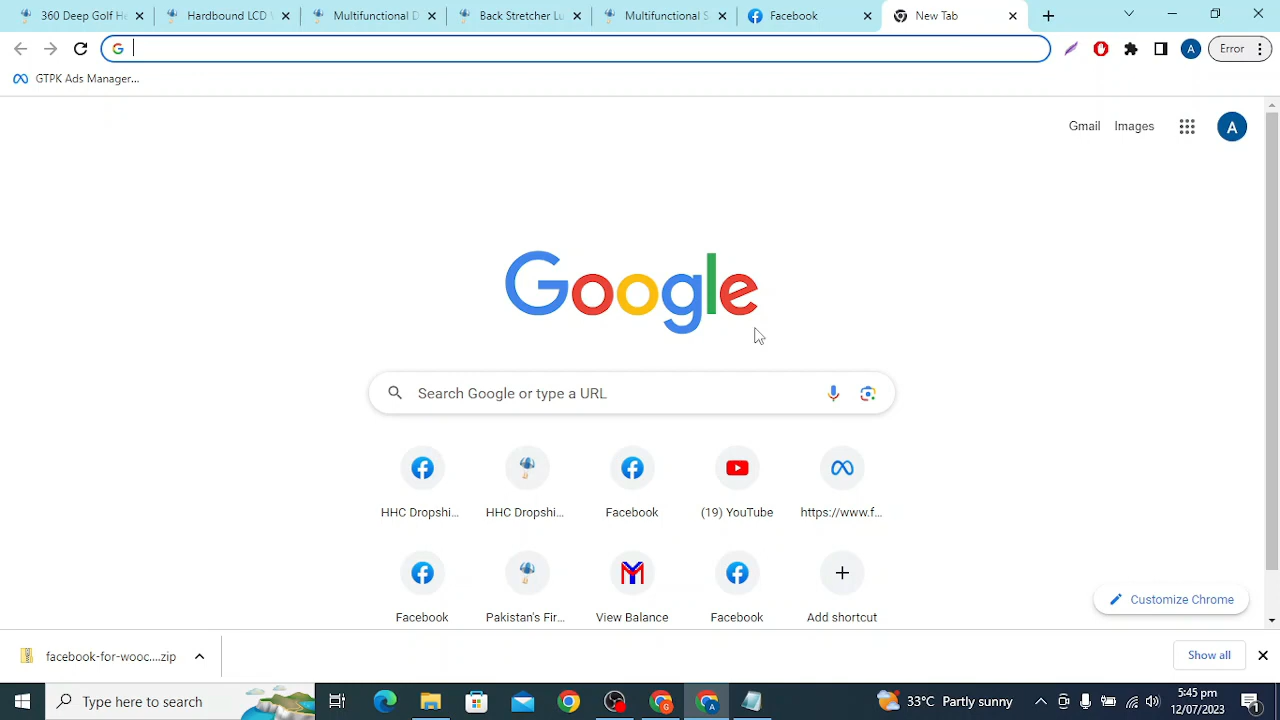 360 Deep Golf He
Hardbound LCD V
Multifunctional D
Back Stretcher Lu
Multifunctional S
Facebook
New Tab
A
Error
GTPK Ads Manager...
Gmail
Images
A
Google
Search Google or type a URL
HHC Dropshi...
HHC Dropshi...
Facebook
(19) YouTube
https://www.f...
Facebook
Pakistan's Fir...
View Balance
Facebook
Add shortcut
Customize Chrome
facebook-for-wooc....zip
Show all
Type here to search
33°C Partly sunny
5:45 pm
12/07/2023